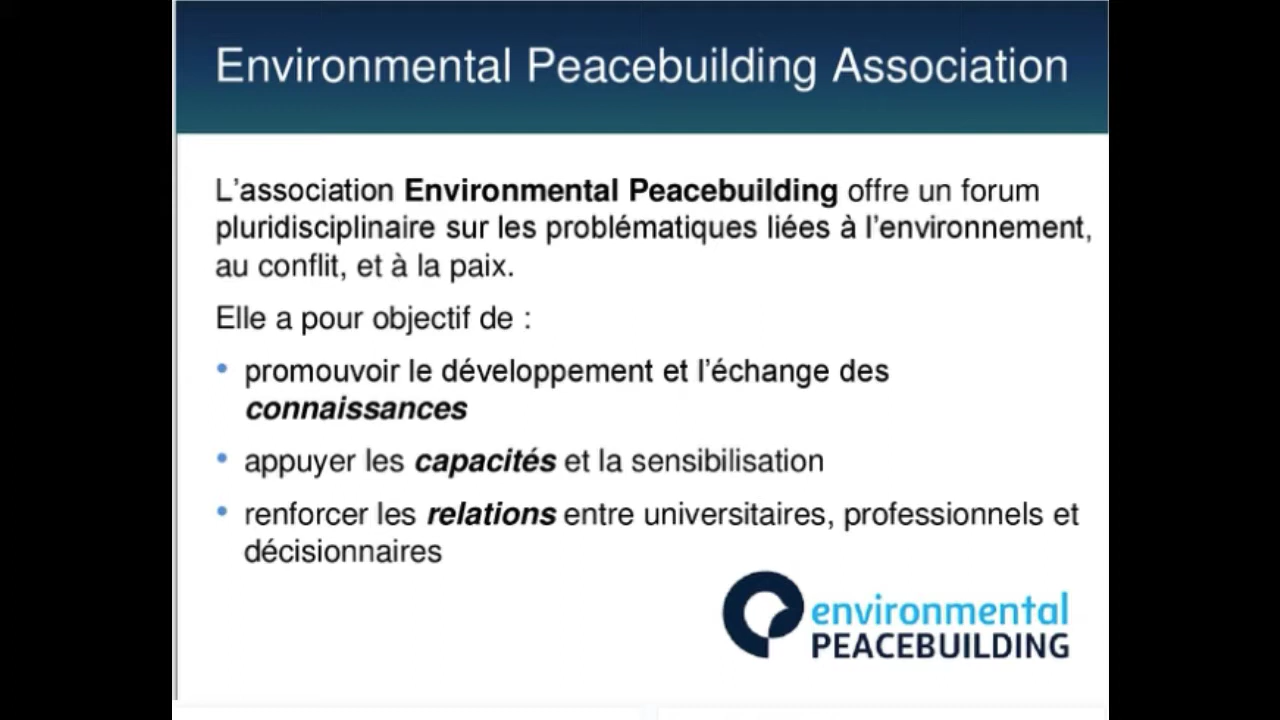 Environmental Peacebuilding Association
L'association Environmental Peacebuilding offre un forum
pluridisciplinaire sur les problématiques liées à l'environnement,
au conflit, et à la paix.
Elle a pour objectif de :
• promouvoir le développement et l'échange des
connaissances
• appuyer les capacités et la sensibilisation
• renforcer les relations entre universitaires, professionnels et
décisionnaires
environmental
PEACEBUILDING